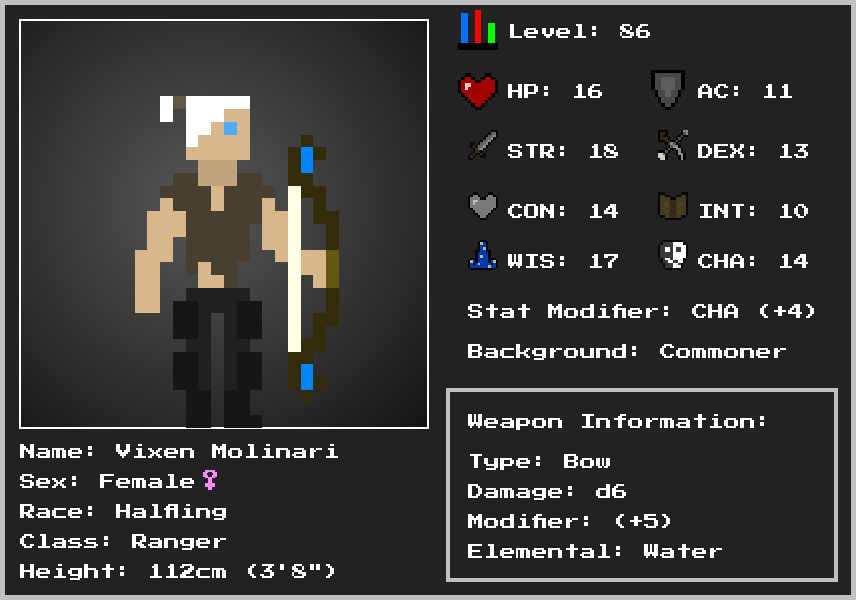 Level: 86
HP: 16
AC: 11
STR: 18
DEX: 13
CON: 14
INT: 10
WIS: 17
CHA: 14
Stat Modifier: CHA (+4)
Background: Commoner
Weapon Information:
Type: Bow
Damage: d6
Modifier: (+5)
Elemental: Water
Name: Vixen Molinari
Sex: Female♀
Race: Halfling
Class: Ranger
Height: 112cm (3'8")